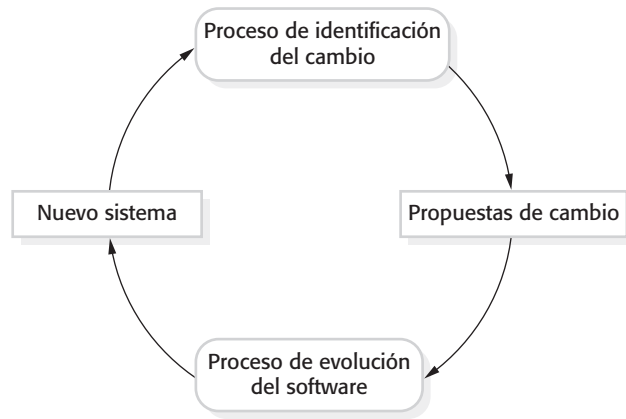 Proceso de identificación
del cambio
Nuevo sistema
Propuestas de cambio
Proceso de evolución
del software